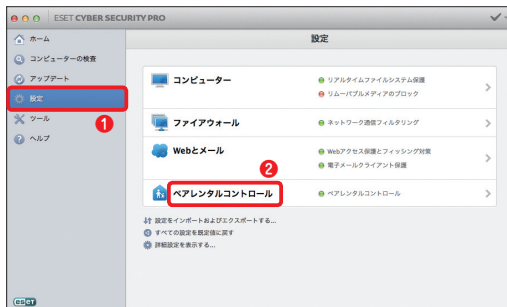 ESET CYBER SECURITY PRO
ホーム
コンピューターの検査
アップデート
設定
ツール
ヘルプ
❶
設定
コンピューター
リアルタイムファイルシステム保護
リムーバブルメディアのブロック
ファイアウォール
ネットワーク通信フィルタリング
Webとメール
Webアクセス保護とフィッシング対策
電子メールクライアント保護
❷
ペアレンタルコントロール
ペアレンタルコントロール
設定をインポートおよびエクスポートする...
すべての設定を既定値に戻す
詳細設定を表示する...
eset